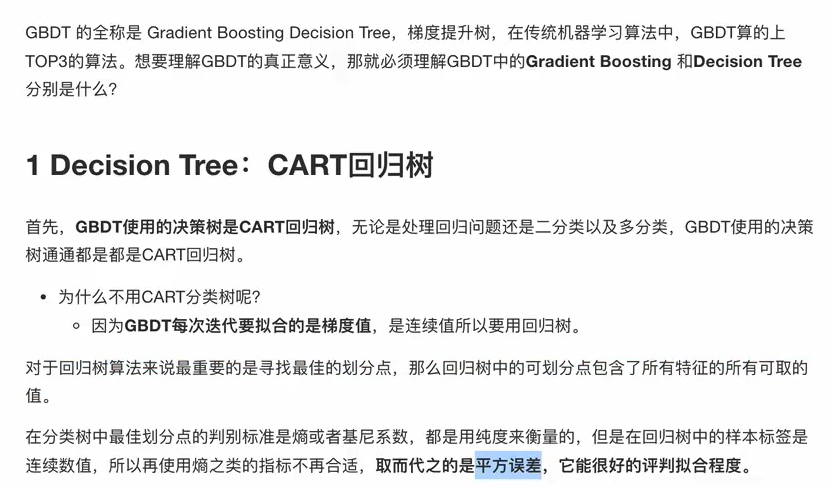 GBDT 的全称是 Gradient Boosting Decision Tree，梯度提升树，在传统机器学习算法中，GBDT算的上
TOP3的算法。想要理解GBDT的真正意义，那就必须理解GBDT中的Gradient Boosting 和Decision Tree
分别是什么？
1 Decision Tree：CART回归树
首先，GBDT使用的决策树是CART回归树，无论是处理回归问题还是二分类以及多分类，GBDT使用的决策
树通通都是都是CART回归树。
• 为什么不用CART分类树呢？
◦ 因为GBDT每次迭代要拟合的是梯度值，是连续值所以要用回归树。
对于回归树算法来说最重要的是寻找最佳的划分点，那么回归树中的可划分点包含了所有特征的所有可取的
值。
在分类树中最佳划分点的判别标准是熵或者基尼系数，都是用纯度来衡量的，但是在回归树中的样本标签是
连续数值，所以再使用熵之类的指标不再合适，取而代之的是平方误差，它能很好的评判拟合程度。